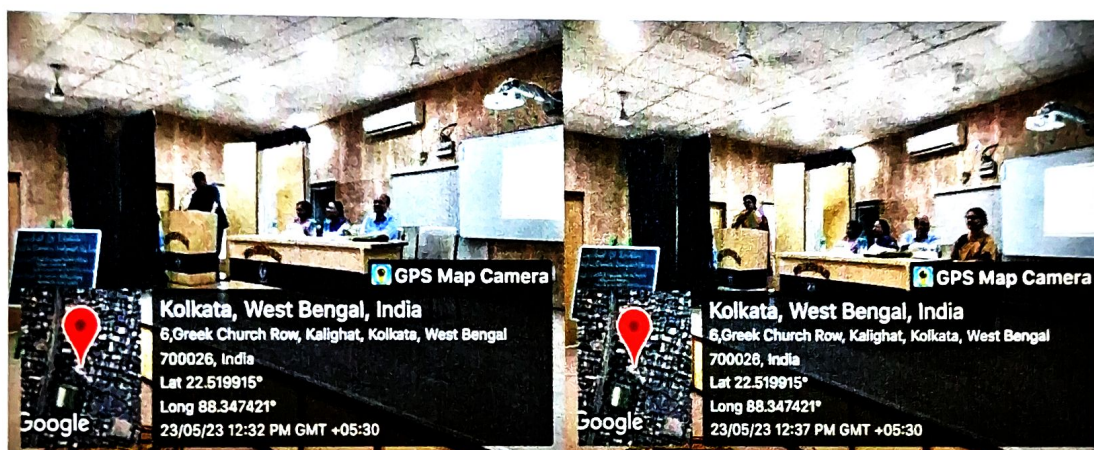 GPS Map Camera
Kolkata, West Bengal, India
6,Greek Church Row, Kalighat, Kolkata, West Bengal
700026, India
Lat 22.519915°
Long 88.347421°
23/05/23 12:32 PM GMT +05:30
Google
GPS Map Camera
Kolkata, West Bengal, India
6,Greek Church Row, Kalighat, Kolkata, West Bengal
700026, India
Lat 22.519915°
Long 88.347421°
23/05/23 12:37 PM GMT +05:30
Google